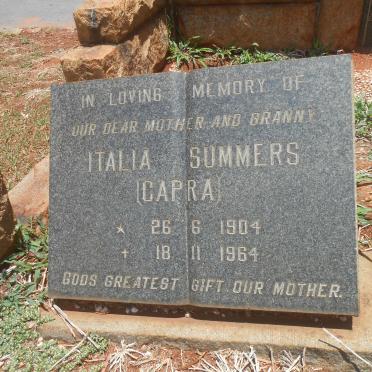 IN LOVING MEMORY OF
OUR DEAR MOTHER AND GRANNY
ITALIA SUMMERS
(CAPRA)
* 26 6 1904
+ 18 11 1964
GODS GREATEST GIFT OUR MOTHER.